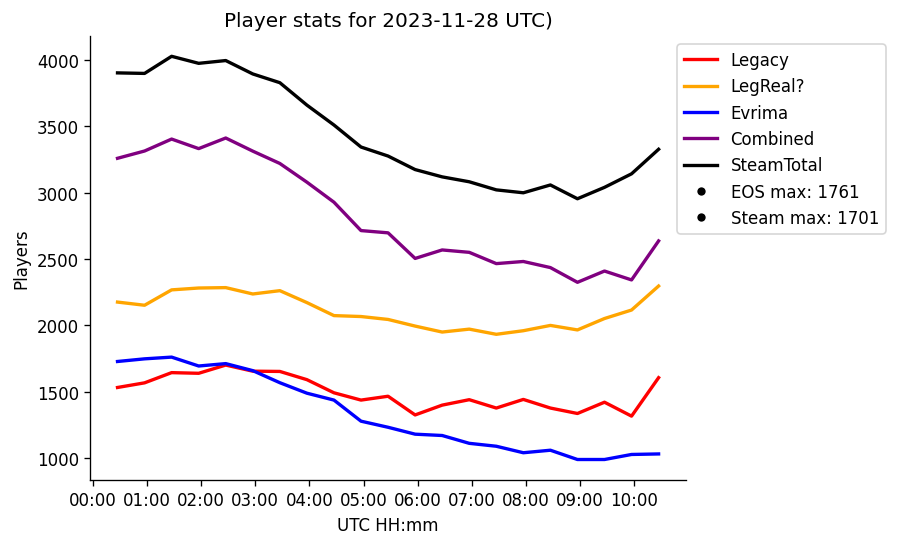 Player stats for 2023-11-28 UTC)
Players
4000
3500
3000
2500
2000
1500
1000
00:00 01:00 02:00 03:00 04:00 05:00 06:00 07:00 08:00 09:00 10:00
UTC HH:mm
Legacy
LegReal?
Evrima
Combined
SteamTotal
EOS max: 1761
Steam max: 1701